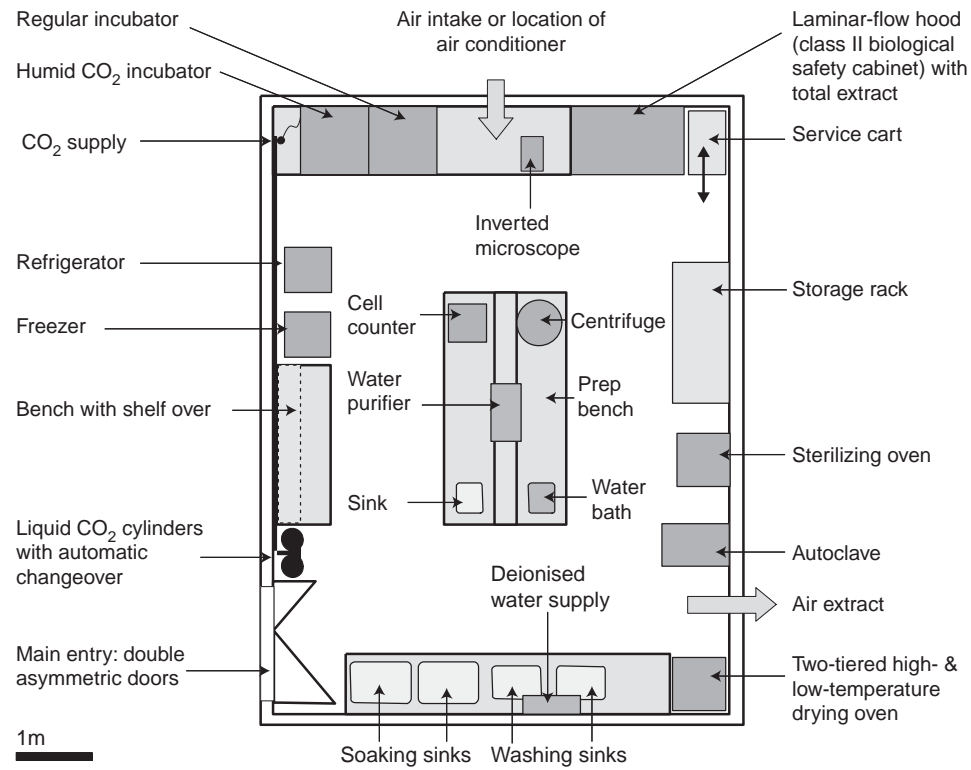 Regular incubator
Humid CO₂ incubator
CO₂ supply
Air intake or location of
air conditioner
Laminar-flow hood
(class II biological
safety cabinet) with
total extract
Service cart
Inverted
microscope
Refrigerator
Freezer
Bench with shelf over
Cell
counter
Centrifuge
Water
purifier
Prep
bench
Sink
Water
bath
Storage rack
Sterilizing oven
Autoclave
Air extract
Liquid CO₂ cylinders
with automatic
changeover
Deionised
water supply
Main entry: double
asymmetric doors
Two-tiered high- &
low-temperature
drying oven
1m
Soaking sinks
Washing sinks